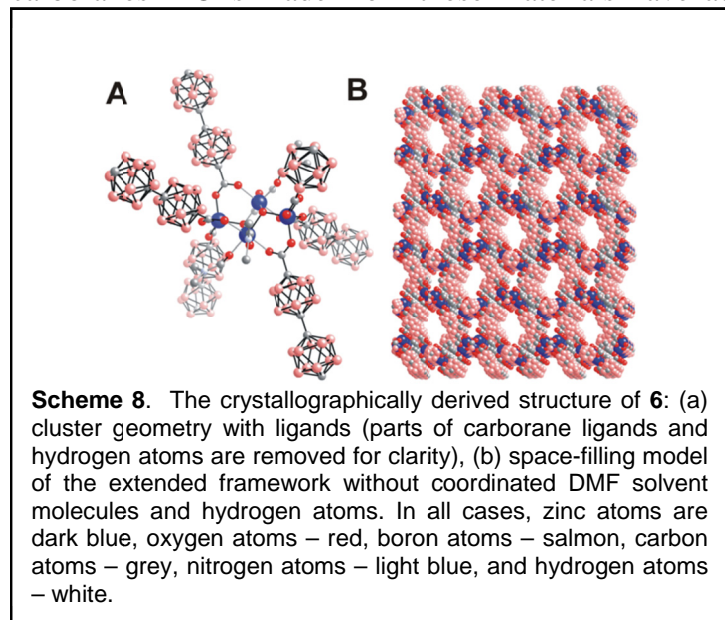 A
B
Scheme 8. The crystallographically derived structure of 6: (a)
cluster geometry with ligands (parts of carborane ligands and
hydrogen atoms are removed for clarity), (b) space-filling model
of the extended framework without coordinated DMF solvent
molecules and hydrogen atoms. In all cases, zinc atoms are
dark blue, oxygen atoms – red, boron atoms – salmon, carbon
atoms – grey, nitrogen atoms – light blue, and hydrogen atoms
– white.